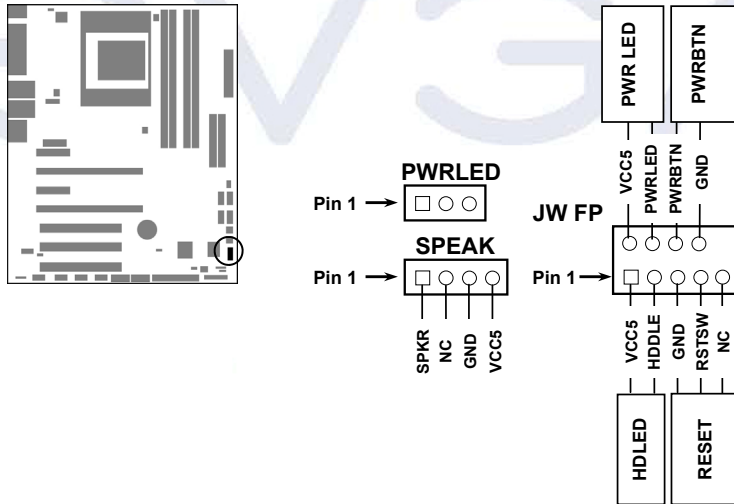 PWR LED
PWRBTN
VCC5
PWRLED
PWRBTN
GND
PWRLED
Pin 1
JW FP
SPEAK
Pin 1
Pin 1
SPKR
NC
GND
VCC5
VCC5
HDDLE
GND
RSTSW
NC
HDLED
RESET